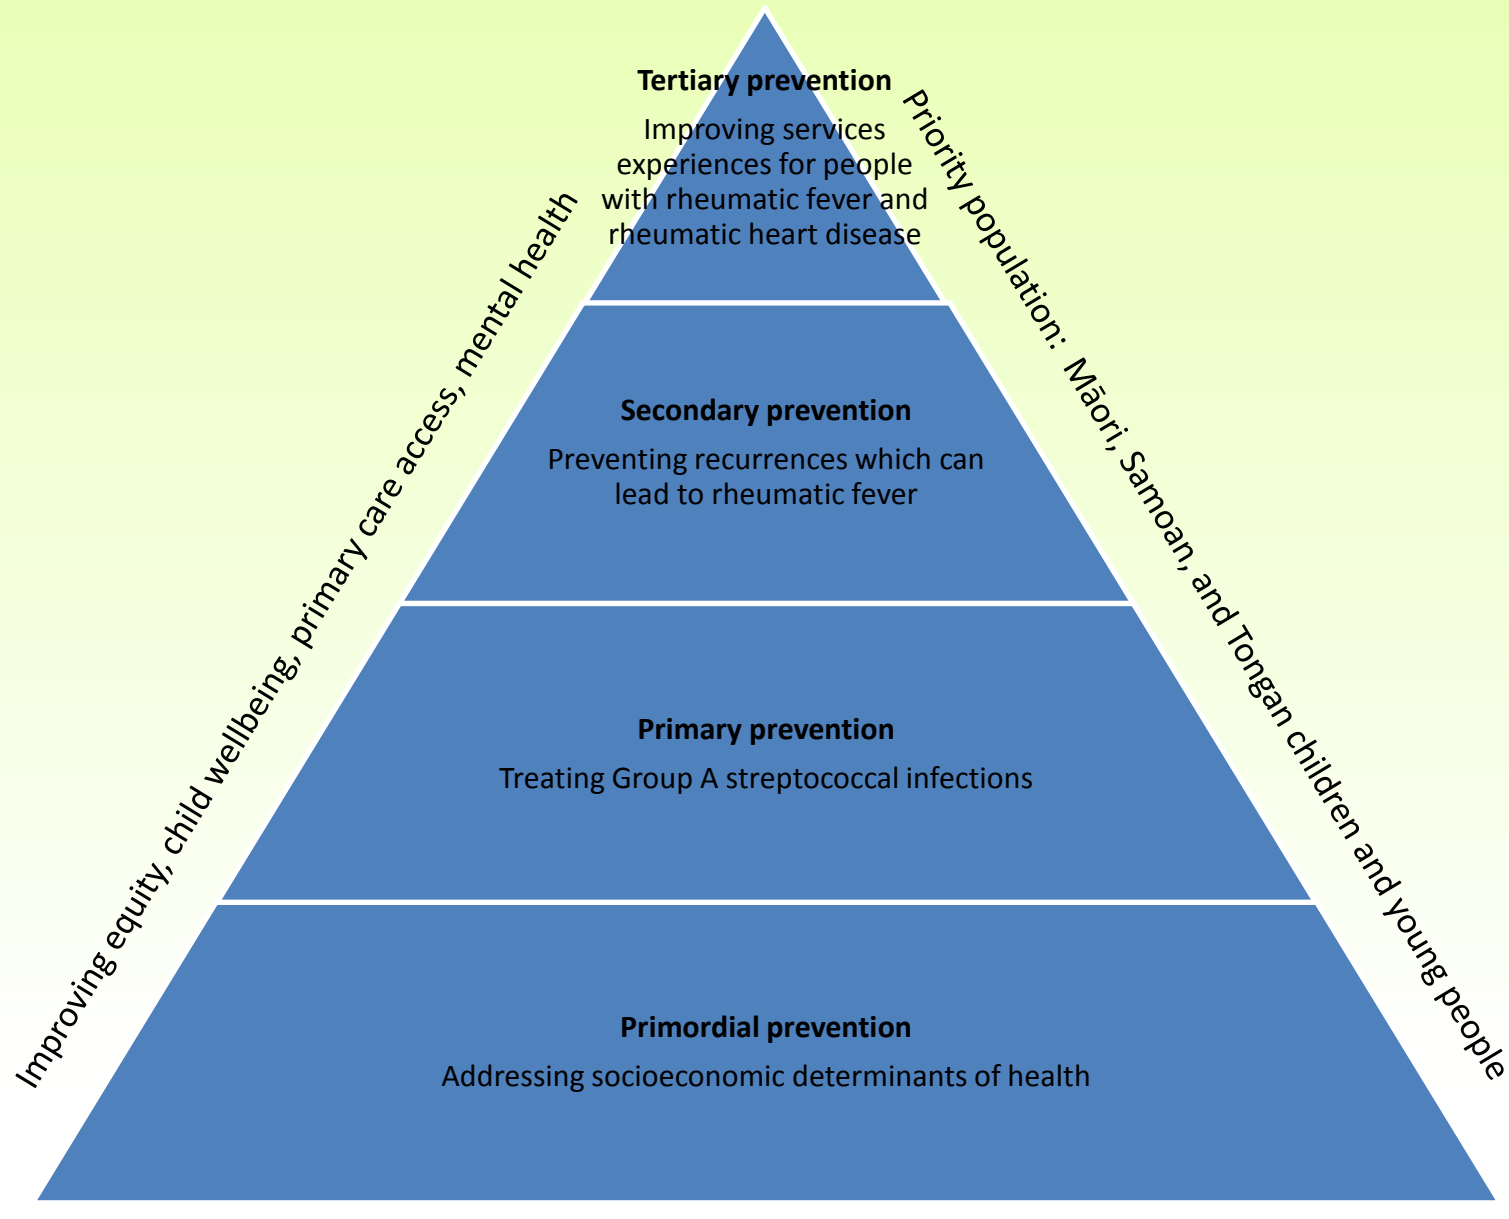 Tertiary prevention
Improving services
experiences for people
with rheumatic fever and
rheumatic heart disease
Secondary prevention
Preventing recurrences which can
lead to rheumatic fever
Primary prevention
Treating Group A streptococcal infections
Primordial prevention
Addressing socioeconomic determinants of health
Improving equity, child wellbeing, primary care access, mental health
Priority population:  Māori, Samoan, and Tongan children and young people